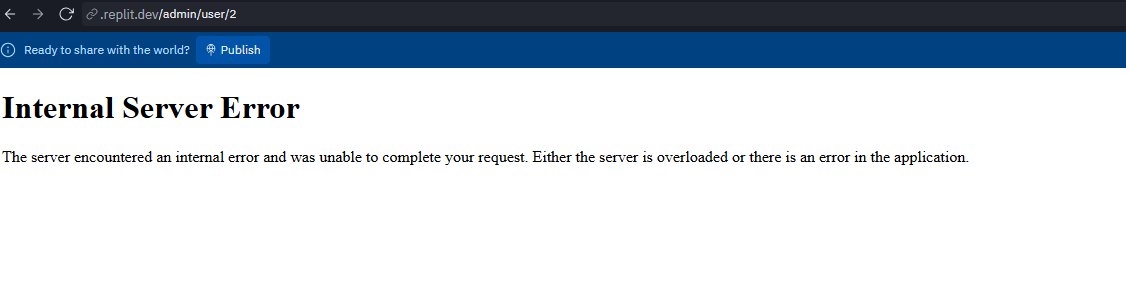 .replit.dev/admin/user/2
Ready to share with the world? Publish
Internal Server Error
The server encountered an internal error and was unable to complete your request. Either the server is overloaded or there is an error in the application.